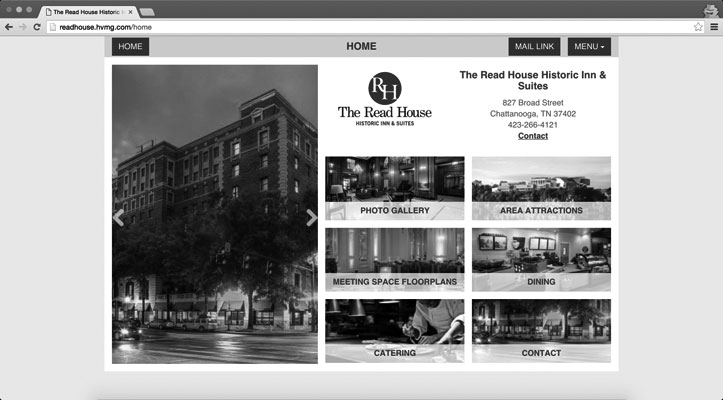 The Read House Historic In
readhouse.hvmg.com/home
HOME
HOME
MAIL LINK
MENU
RH
The Read House
HISTORIC INN & SUITES
The Read House Historic Inn &
Suites
827 Broad Street
Chattanooga, TN 37402
423-266-4121
Contact
PHOTO GALLERY
AREA ATTRACTIONS
MEETING SPACE FLOORPLANS
DINING
CATERING
CONTACT